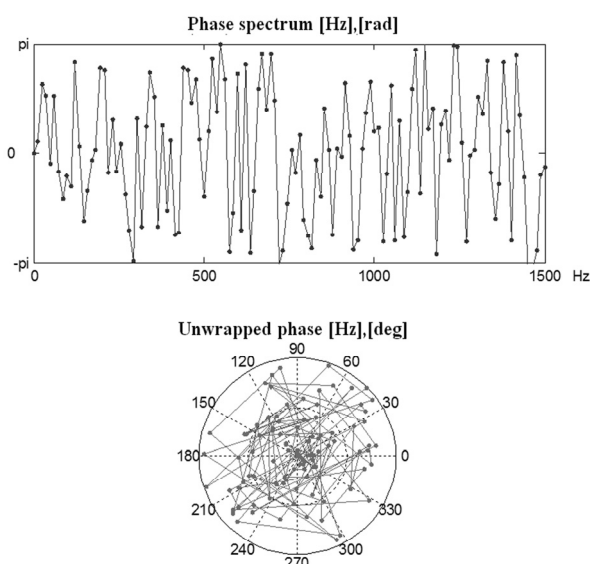 Phase spectrum [Hz],[rad]
pi
0
-pi
0 500 1000 1500 Hz
Unwrapped phase [Hz],[deg]
90
120 60
150 30
180 0
210 330
240 300
270